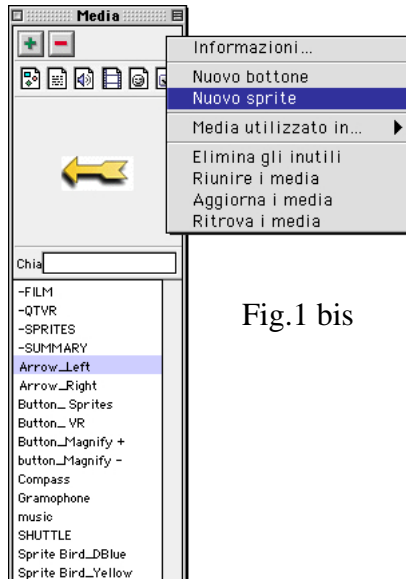 Media
Informazioni...
Nuovo bottone
Nuovo sprite
Media utilizzato in...
Elimina gli inutili
Riunire i media
Aggiorna i media
Ritrova i media
Chia
-FILM
-QTVR
-SPRITES
-SUMMARY
Arrow_Left
Arrow_Right
Button_ Sprites
Button_ VR
Button_Magnify +
button_Magnify -
Compass
Gramophone
music
SHUTTLE
Sprite Bird_DBlue
Sprite Bird_Yellow
Fig.1 bis